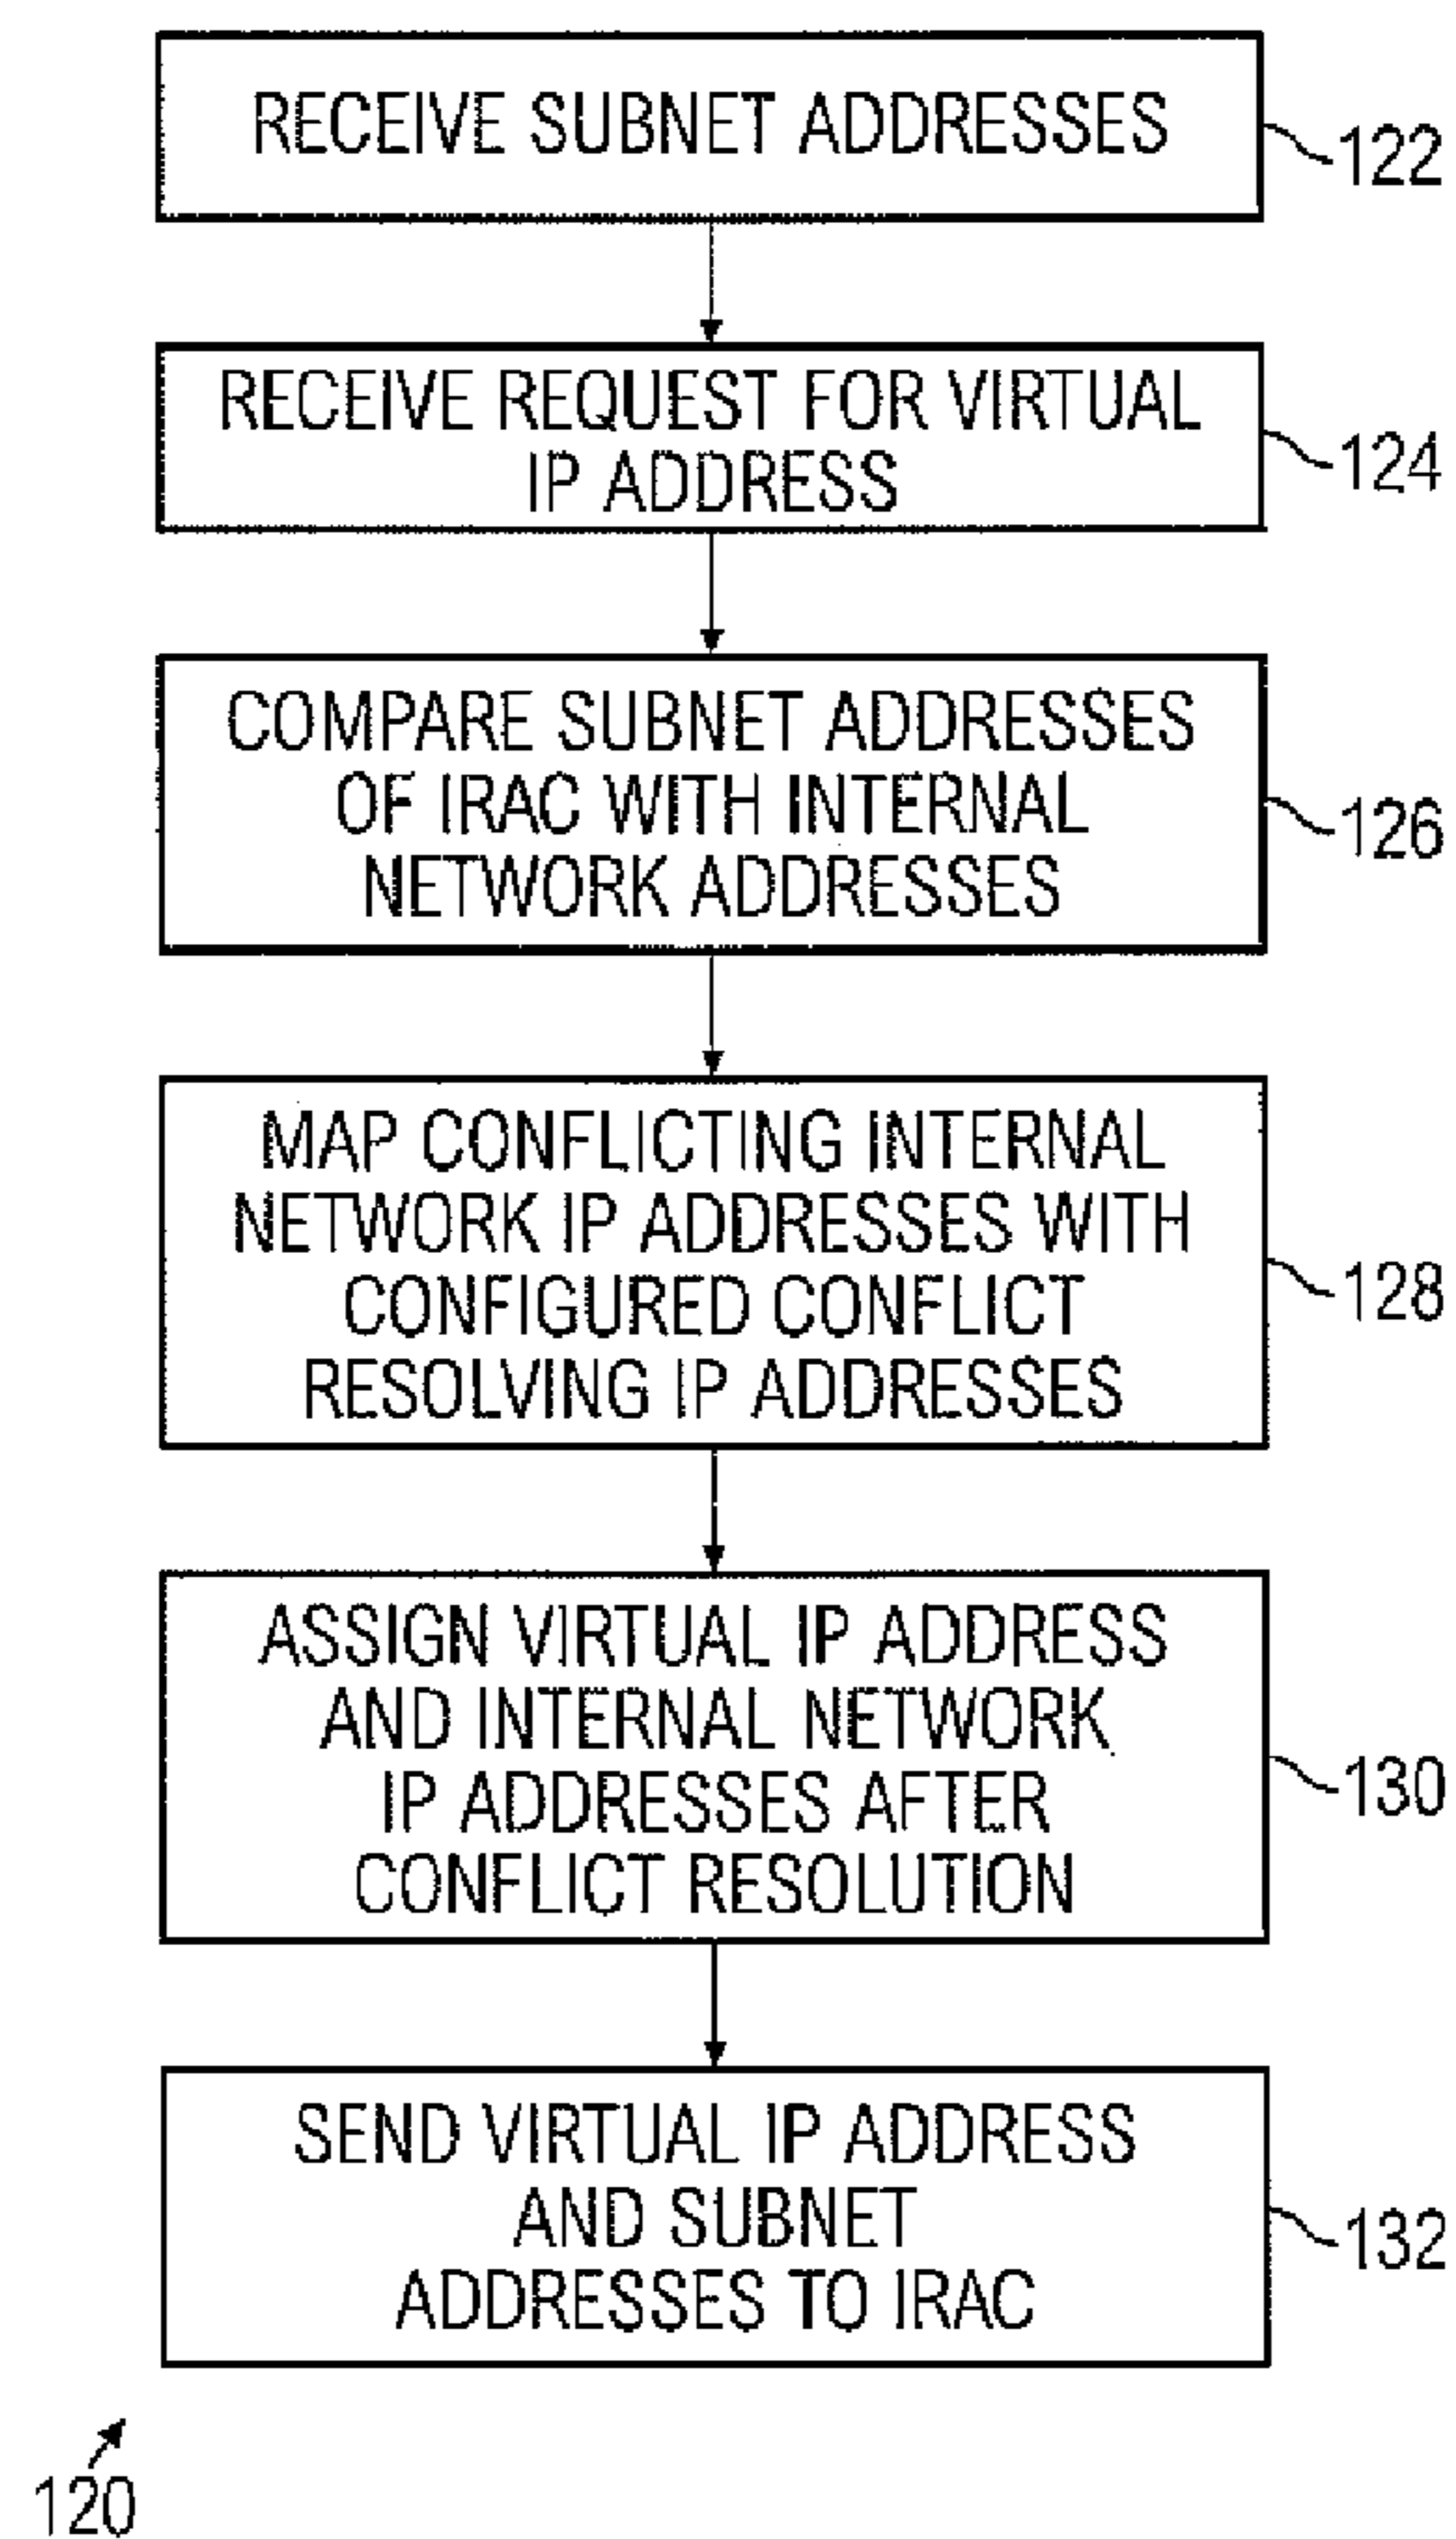 RECEIVE SUBNET ADDRESSES
122
RECEIVE REQUEST FOR VIRTUAL
IP ADDRESS
124
COMPARE SUBNET ADDRESSES
OF IRAC WITH INTERNAL
NETWORK ADDRESSES
126
MAP CONFLICTING INTERNAL
NETWORK IP ADDRESSES WITH
CONFIGURED CONFLICT
RESOLVING IP ADDRESSES
128
ASSIGN VIRTUAL IP ADDRESS
AND INTERNAL NETWORK
IP ADDRESSES AFTER
CONFLICT RESOLUTION
130
SEND VIRTUAL IP ADDRESS
AND SUBNET
ADDRESSES TO IRAC
132
120